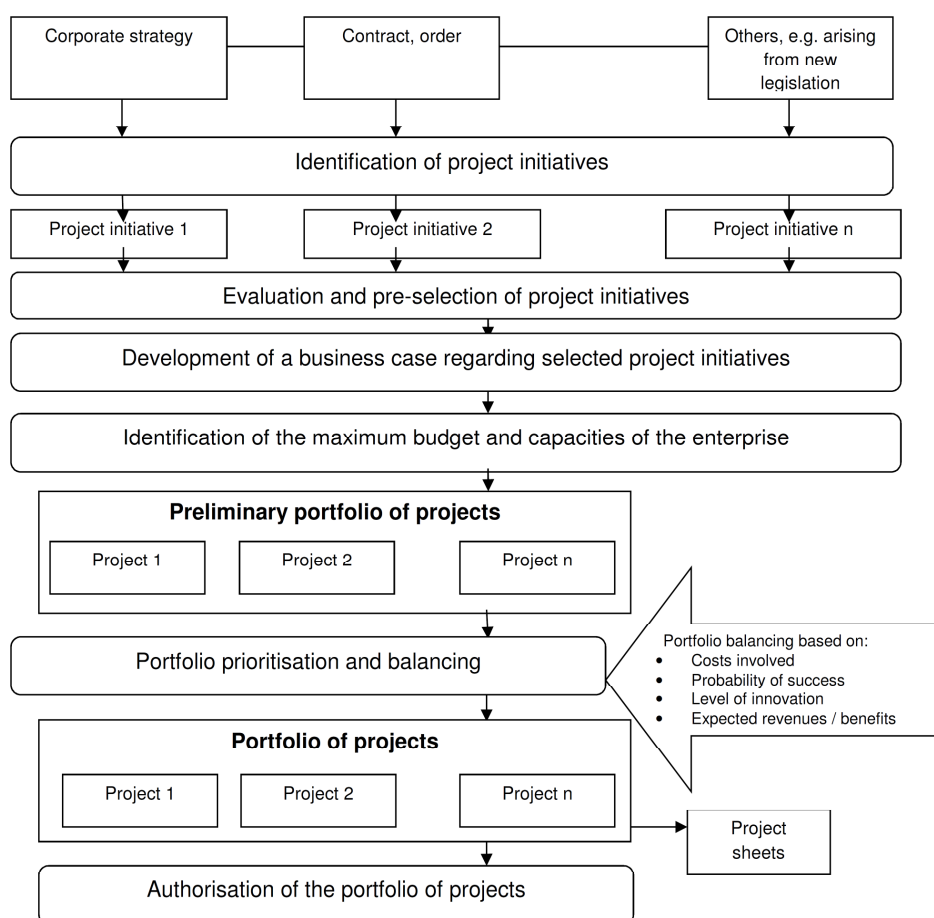 Corporate strategy
Contract, order
Others, e.g. arising
from new
legislation
Identification of project initiatives
Project initiative 1
Project initiative 2
Project initiative n
Evaluation and pre-selection of project initiatives
Development of a business case regarding selected project initiatives
Identification of the maximum budget and capacities of the enterprise
Preliminary portfolio of projects
Project 1
Project 2
Project n
Portfolio prioritisation and balancing
Portfolio balancing based on:
• Costs involved
• Probability of success
• Level of innovation
• Expected revenues / benefits
Portfolio of projects
Project 1
Project 2
Project n
Project
sheets
Authorisation of the portfolio of projects